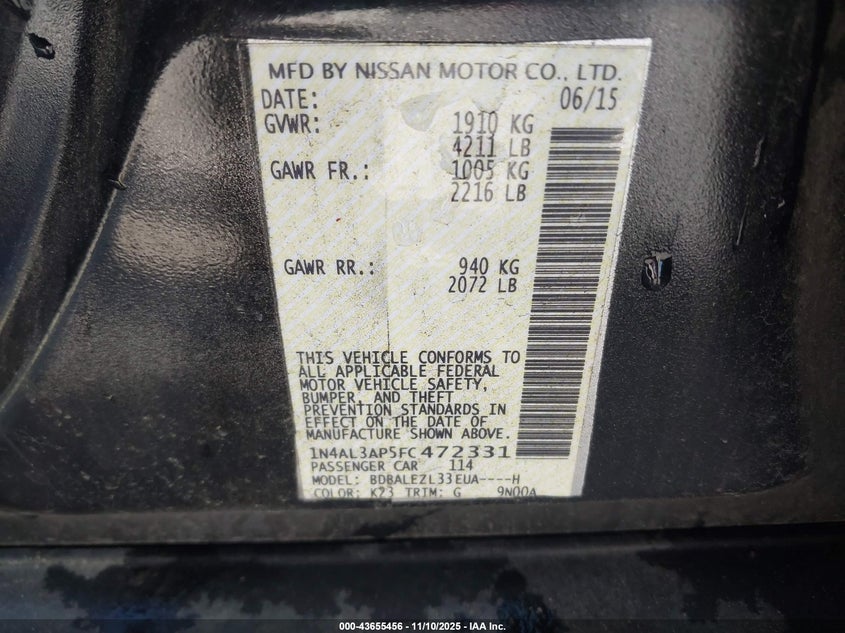 MFD BY NISSAN MOTOR CO., LTD.
DATE: 06/15
GVWR: 1910 KG
4211 LB
GAWR FR.: 1005 KG
2216 LB
GAWR RR.: 940 KG
2072 LB
THIS VEHICLE CONFORMS TO
ALL APPLICABLE FEDERAL
MOTOR VEHICLE SAFETY,
BUMPER, AND THEFT
PREVENTION STANDARDS IN
EFFECT ON THE DATE OF
MANUFACTURE SHOWN ABOVE.
1N4AL3AP5FC472331
PASSENGER CAR 114
MODEL: BDBALEZL33EUA----H
COLOR: K23 TRIM: G 9N00A
000-43655456 - 11/10/2025 - IAA Inc.